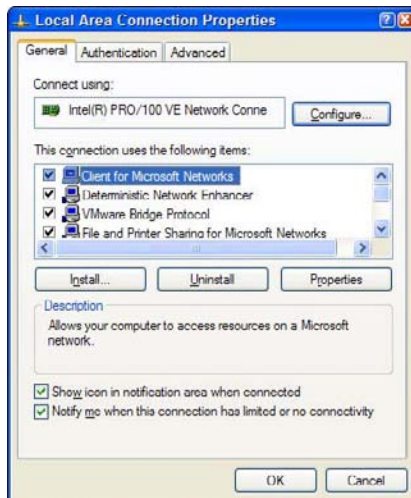 Local Area Connection Properties
General Authentication Advanced
Connect using:
Intel(R) PRO/100 VE Network Conne
Configure...
This connection uses the following items:
Client for Microsoft Networks
Deterministic Network Enhancer
VMware Bridge Protocol
File and Printer Sharing for Microsoft Networks
Install... Uninstall Properties
Description
Allows your computer to access resources on a Microsoft
network.
Show icon in notification area when connected
Notify me when this connection has limited or no connectivity
OK Cancel